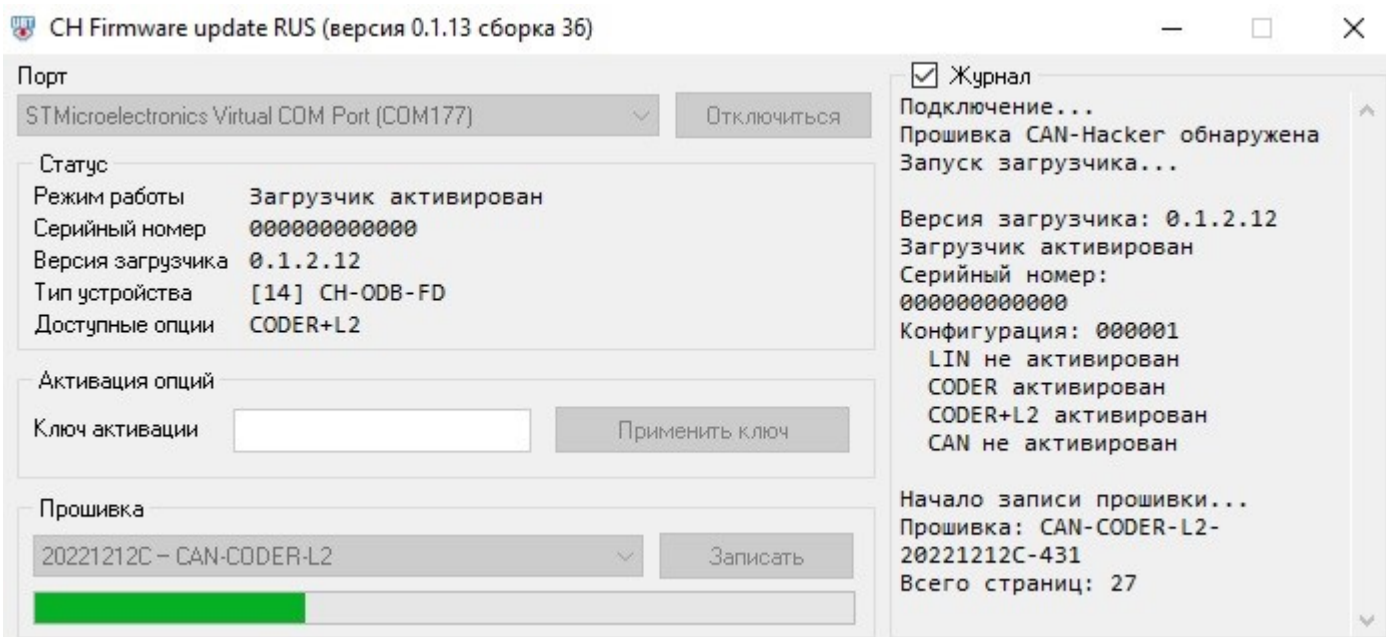 CH Firmware update RUS (версия 0.1.13 сборка 36)
Порт
STMicroelectronics Virtual COM Port (COM177)
Отключиться
Статус
Режим работы Загрузчик активирован
Серийный номер 000000000000
Версия загрузчика 0.1.2.12
Тип устройства [14] CH-ODB-FD
Доступные опции CODER+L2
Активация опций
Ключ активации
Применить ключ
Прошивка
20221212C – CAN-CODER-L2
Записать
Журнал
Подключение...
Прошивка CAN-Hacker обнаружена
Запуск загрузчика...
Версия загрузчика: 0.1.2.12
Загрузчик активирован
Серийный номер:
000000000000
Конфигурация: 000001
LIN не активирован
CODER активирован
CODER+L2 активирован
CAN не активирован
Начало записи прошивки...
Прошивка: CAN-CODER-L2-
20221212C-431
Всего страниц: 27